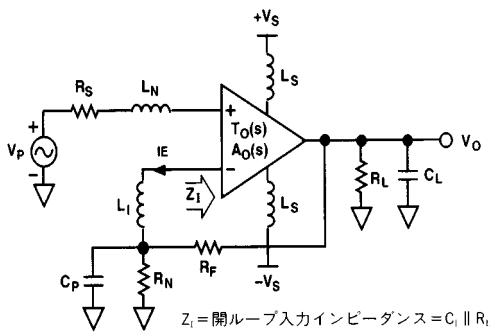 +VS
LS
RS
LN
+
TO(s)
AO(s)
VP
+
−
IE
−
ZI
VO
LI
LS
RL
CL
RF
CP
RN
−VS
ZI=開ループ入力インピーダンス=CI∥RI